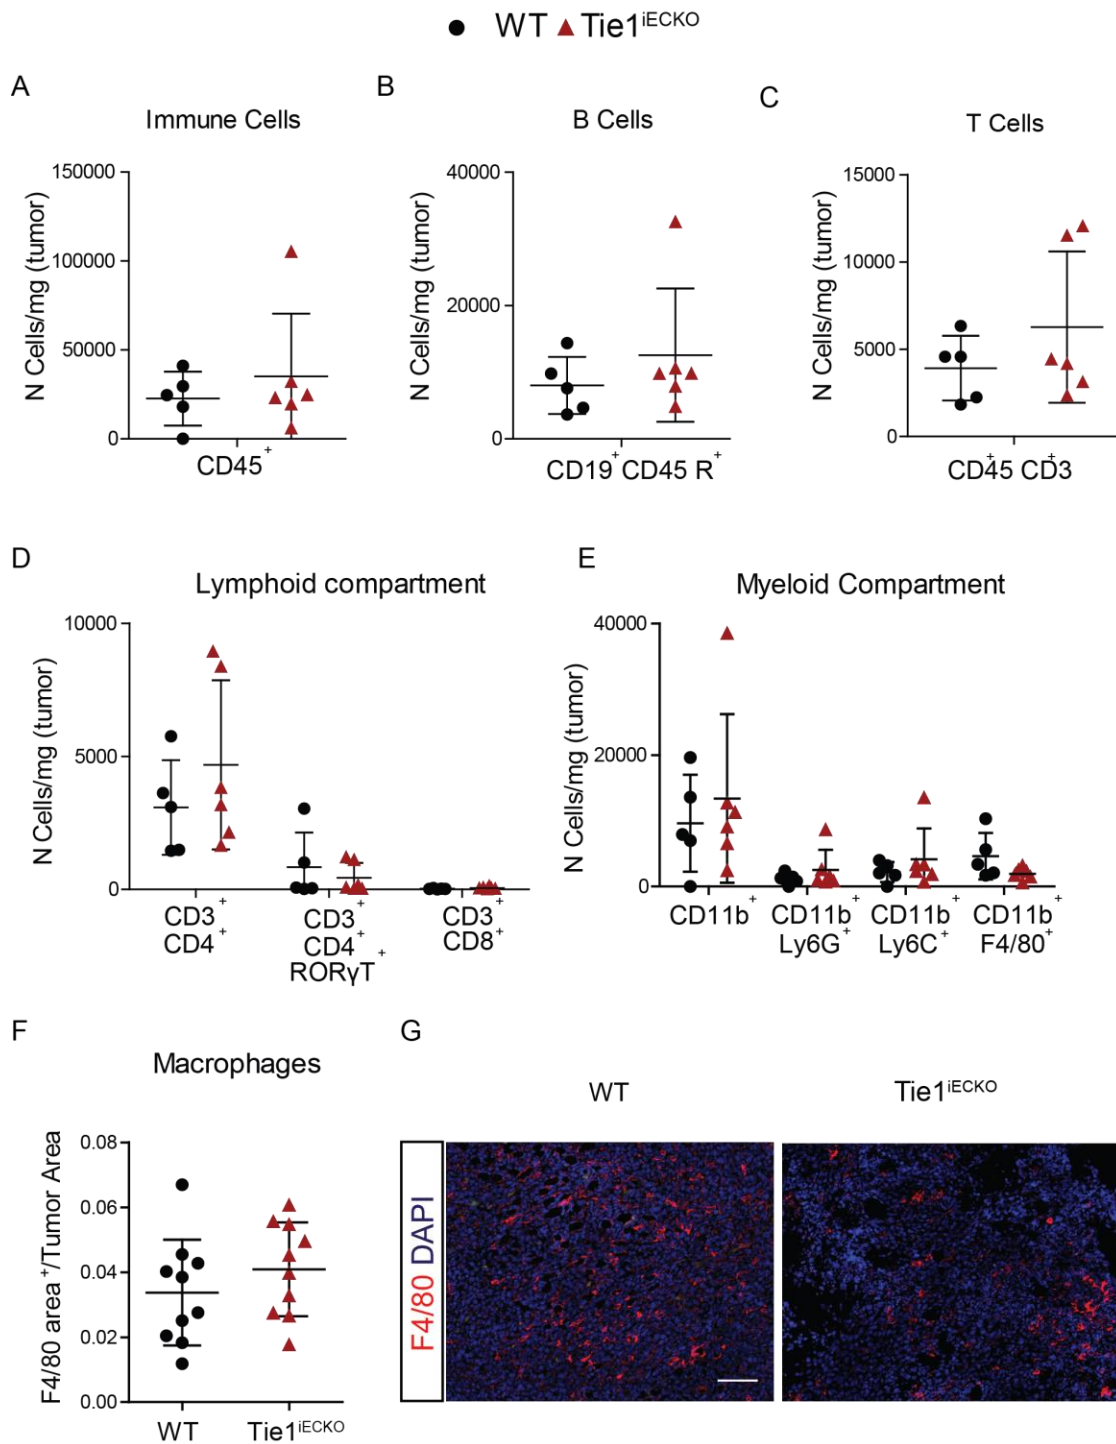 WT Tie1iECKO
A
B
C
Immune Cells
B Cells
T Cells
N Cells/mg (tumor)
150000
100000
50000
0
CD45+
N Cells/mg (tumor)
40000
20000
0
CD19+ CD45 R+
N Cells/mg (tumor)
15000
10000
5000
0
CD45+ CD3+
D
E
Lymphoid compartment
Myeloid Compartment
N Cells/mg (tumor)
10000
5000
0
CD3+
CD4+
CD3+
CD4+
RORγT+
CD3+
CD8+
N Cells/mg (tumor)
40000
20000
0
CD11b+
CD11b+
Ly6G+
CD11b+
Ly6C+
CD11b+
F4/80+
F
G
Macrophages
F4/80 area+/Tumor Area
0.08
0.06
0.04
0.02
0.00
WT
Tie1iECKO
WT
Tie1iECKO
F4/80 DAPI